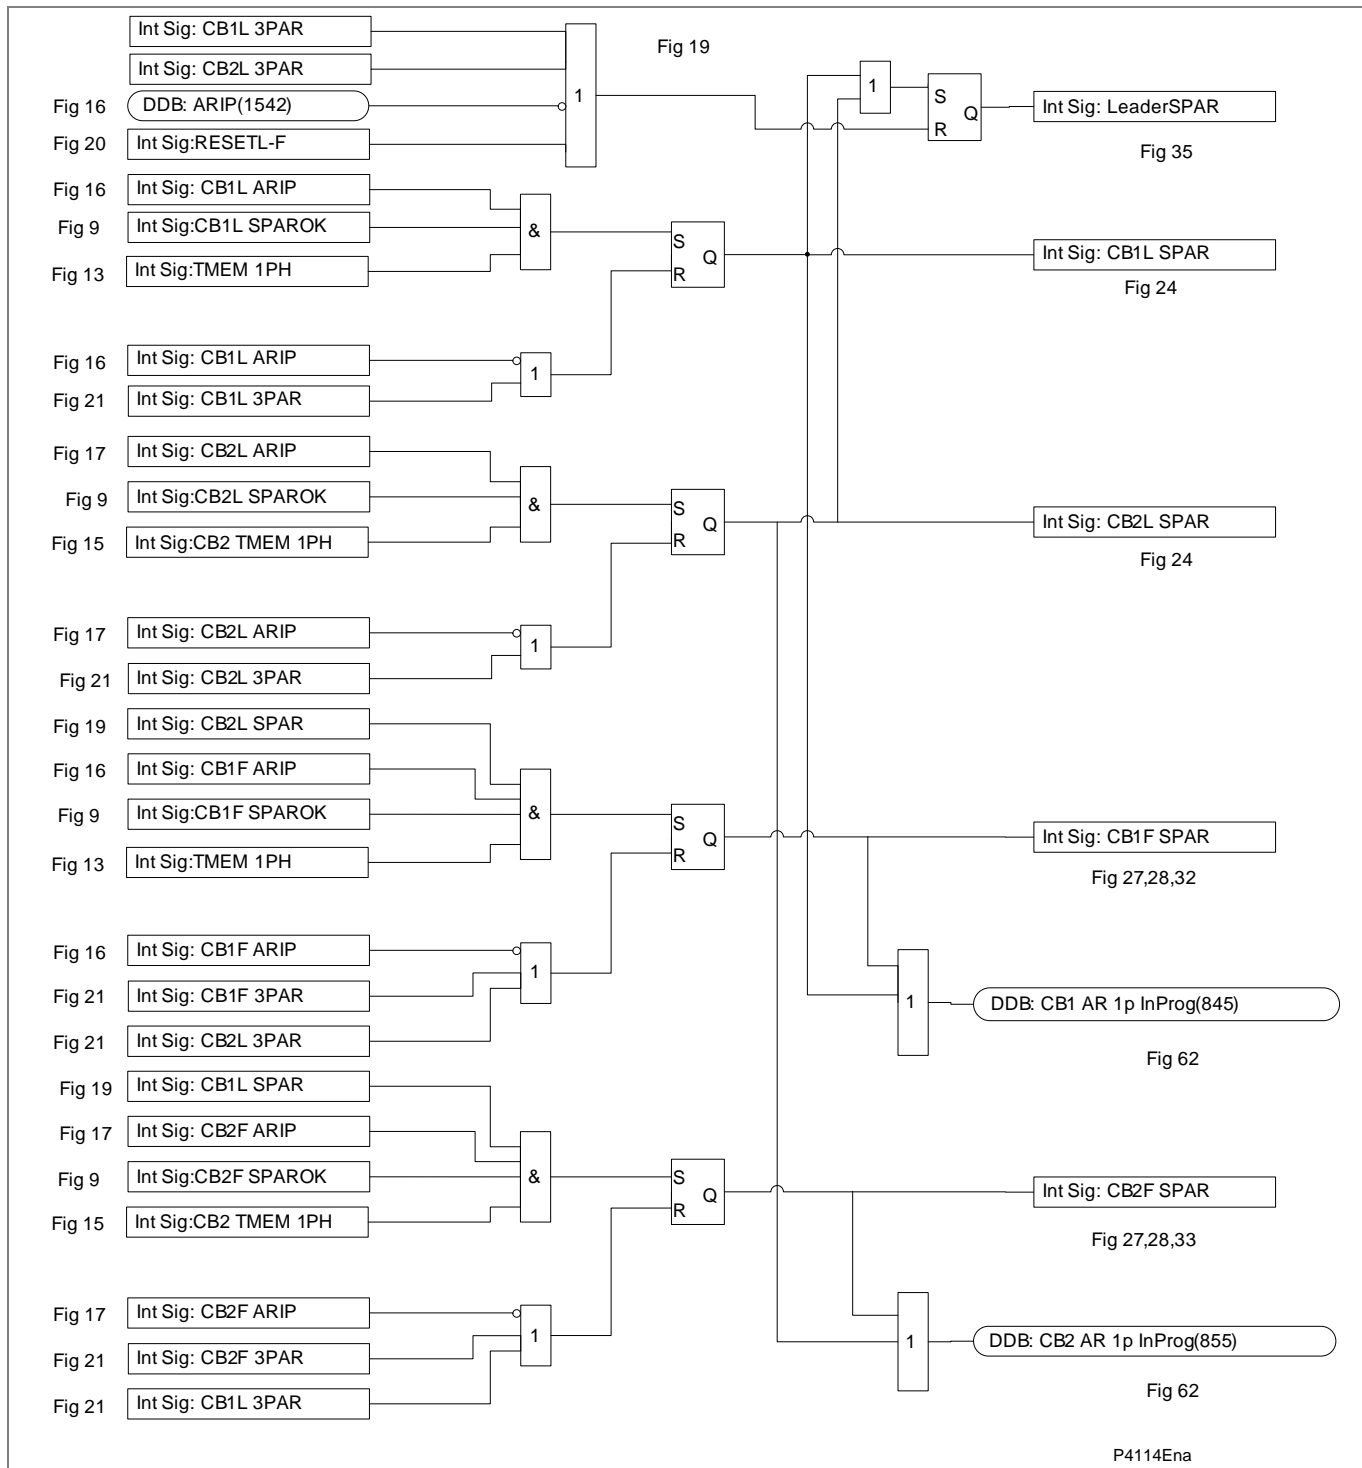 Int Sig: CB1L 3PAR
Fig 19
Int Sig: CB2L 3PAR
1
Fig 16
DDB: ARIP(1542)
1
S
Q
R
Int Sig: LeaderSPAR
Fig 20
Int Sig:RESETL-F
Fig 35
Fig 16
Int Sig: CB1L ARIP
Fig 9
Int Sig:CB1L SPAROK
&
S
Q
R
Int Sig: CB1L SPAR
Fig 13
Int Sig:TMEM 1PH
Fig 24
Fig 16
Int Sig: CB1L ARIP
1
Fig 21
Int Sig: CB1L 3PAR
Fig 17
Int Sig: CB2L ARIP
Fig 9
Int Sig:CB2L SPAROK
&
S
Q
R
Int Sig: CB2L SPAR
Fig 15
Int Sig:CB2 TMEM 1PH
Fig 24
Fig 17
Int Sig: CB2L ARIP
1
Fig 21
Int Sig: CB2L 3PAR
Fig 19
Int Sig: CB2L SPAR
Fig 16
Int Sig: CB1F ARIP
Fig 9
Int Sig:CB1F SPAROK
&
S
Q
R
Int Sig: CB1F SPAR
Fig 13
Int Sig:TMEM 1PH
Fig 27,28,32
Fig 16
Int Sig: CB1F ARIP
1
Fig 21
Int Sig: CB1F 3PAR
1
DDB: CB1 AR 1p InProg(845)
Fig 21
Int Sig: CB2L 3PAR
Fig 62
Fig 19
Int Sig: CB1L SPAR
Fig 17
Int Sig: CB2F ARIP
Fig 9
Int Sig:CB2F SPAROK
&
S
Q
R
Int Sig: CB2F SPAR
Fig 15
Int Sig:CB2 TMEM 1PH
Fig 27,28,33
Fig 17
Int Sig: CB2F ARIP
1
1
DDB: CB2 AR 1p InProg(855)
Fig 21
Int Sig: CB2F 3PAR
Fig 62
Fig 21
Int Sig: CB1L 3PAR
P4114Ena